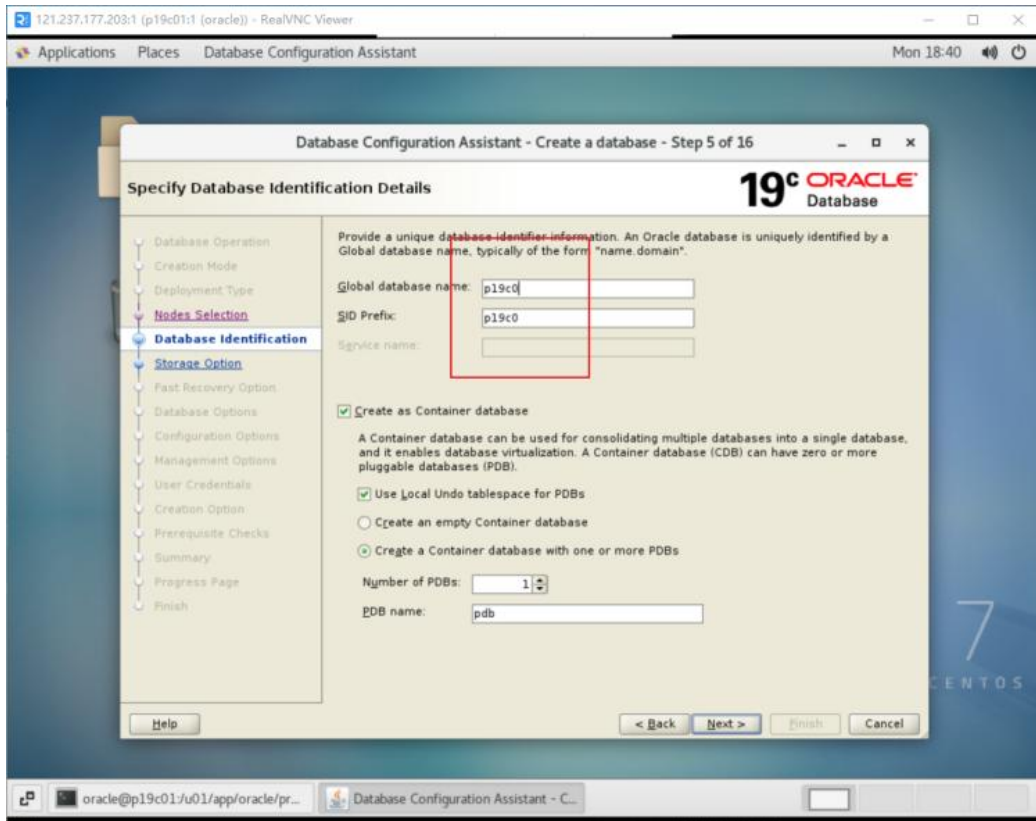 121.237.177.203:1 (p19c01:1 (oracle)) - RealVNC Viewer
Applications Places Database Configuration Assistant Mon 18:40
Database Configuration Assistant - Create a database - Step 5 of 16
Specify Database Identification Details
19c ORACLE
Database
Database Operation
Creation Mode
Deployment Type
Nodes Selection
Database Identification
Storage Option
Fast Recovery Option
Database Options
Configuration Options
Management Options
User Credentials
Creation Option
Prerequisite Checks
Summary
Progress Page
Finish
Provide a unique database identifier information. An Oracle database is uniquely identified by a
Global database name, typically of the form "name.domain".
Global database name: p19c0
SID Prefix: p19c0
Service name:
Create as Container database
A Container database can be used for consolidating multiple databases into a single database,
and it enables database virtualization. A Container database (CDB) can have zero or more
pluggable databases (PDB).
Use Local Undo tablespace for PDBs
Create an empty Container database
Create a Container database with one or more PDBs
Number of PDBs: 1
PDB name: pdb
Help < Back Next > Finish Cancel
7
CENTOS
oracle@p19c01:/u01/app/oracle/pr... Database Configuration Assistant - C...